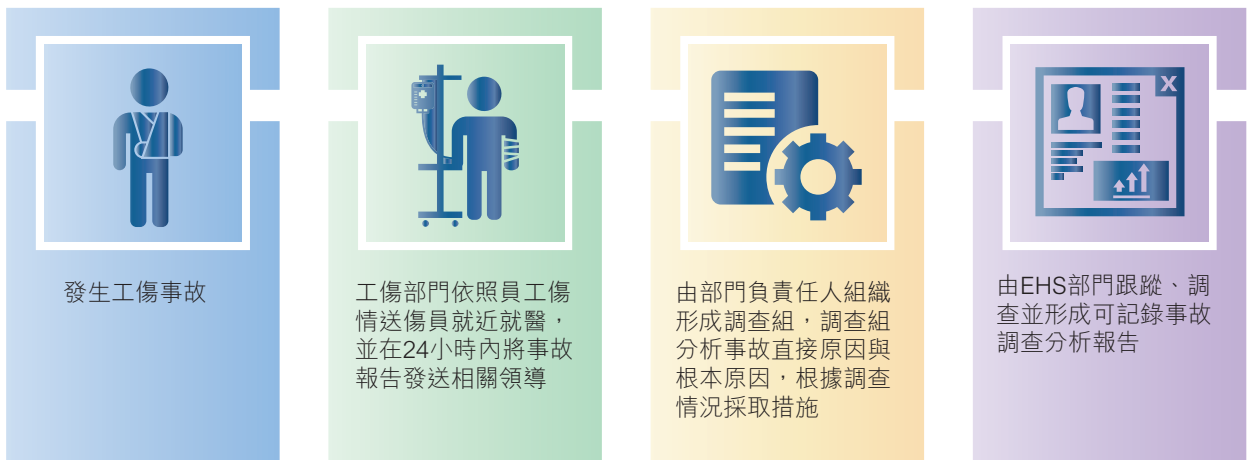 發生工傷事故
工傷部門依照員工傷
情送傷員就近就醫，
並在24小時內將事故
報告發送相關領導
由部門負責任人組織
形成調查組，調查組
分析事故直接原因與
根本原因，根據調查
情況採取措施
由EHS部門跟蹤、調
查並形成可記錄事故
調查分析報告
X